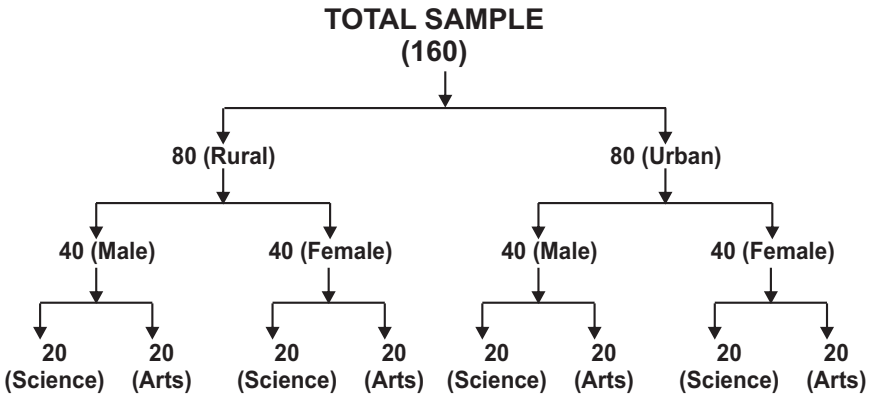 TOTAL SAMPLE
(160)
80 (Rural) 80 (Urban)
40 (Male) 40 (Female) 40 (Male) 40 (Female)
20 20 20 20 20 20 20 20
(Science) (Arts) (Science) (Arts) (Science) (Arts) (Science) (Arts)